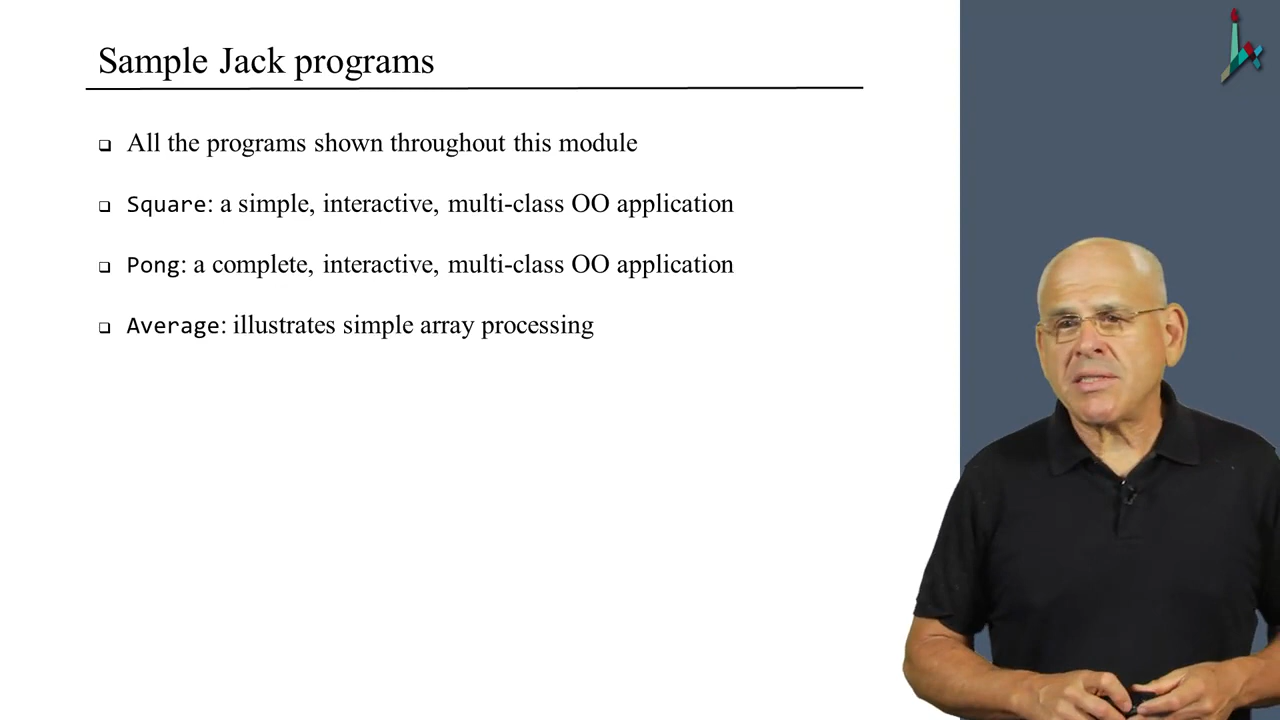 Sample Jack programs
All the programs shown throughout this module
Square: a simple, interactive, multi-class OO application
Pong: a complete, interactive, multi-class OO application
Average: illustrates simple array processing